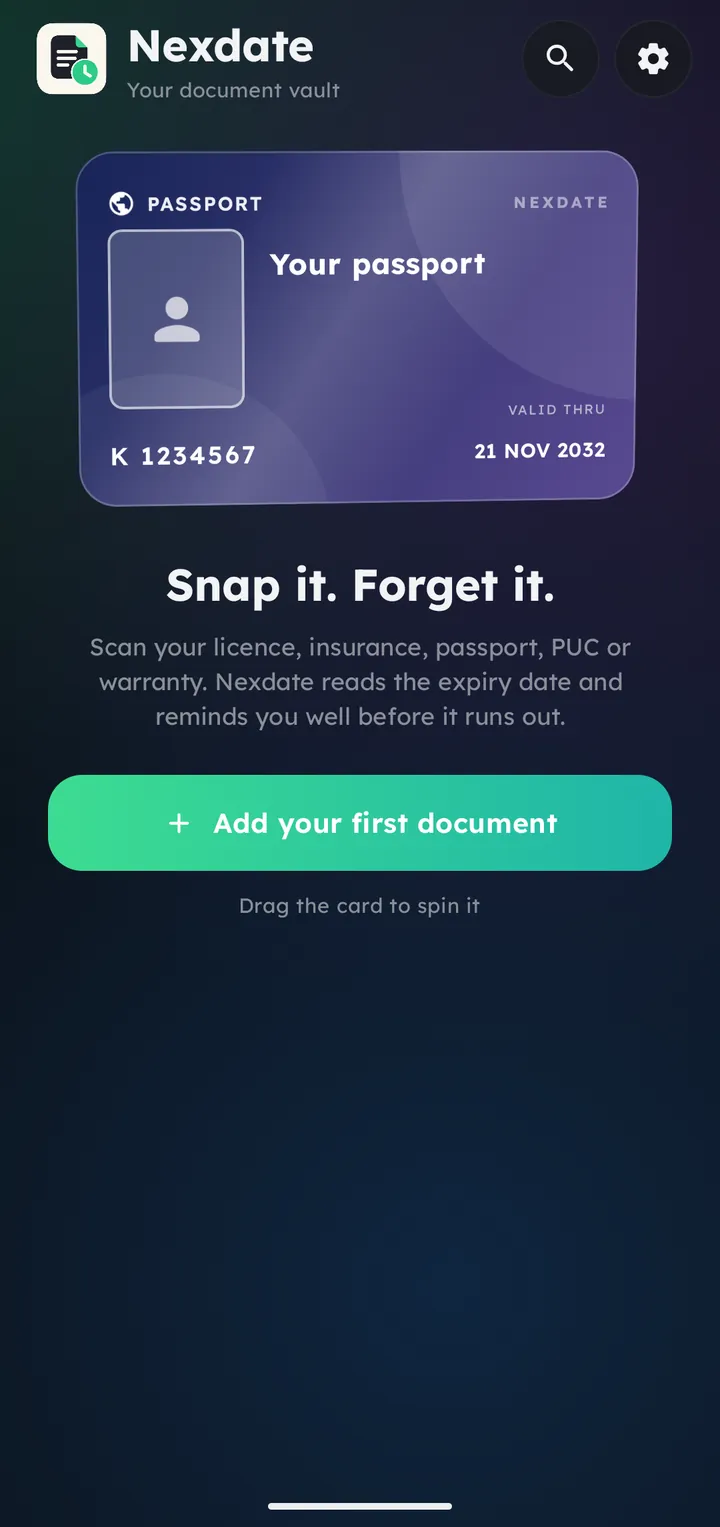 Nexdate
Your document vault
PASSPORT
NEXDATE
Your passport
VALID THRU
K 1234567
21 NOV 2032
Snap it. Forget it.
Scan your licence, insurance, passport, PUC or
warranty. Nexdate reads the expiry date and
reminds you well before it runs out.
+ Add your first document
Drag the card to spin it